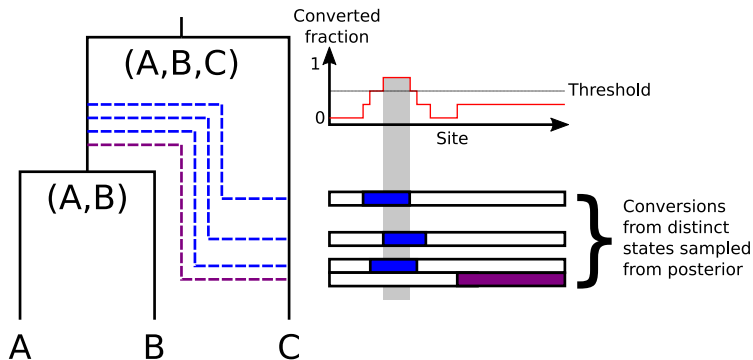 (A,B,C)
(A,B)
A
B
C
Converted
fraction
1
0
Threshold
Site
Conversions
from distinct
states sampled
from posterior